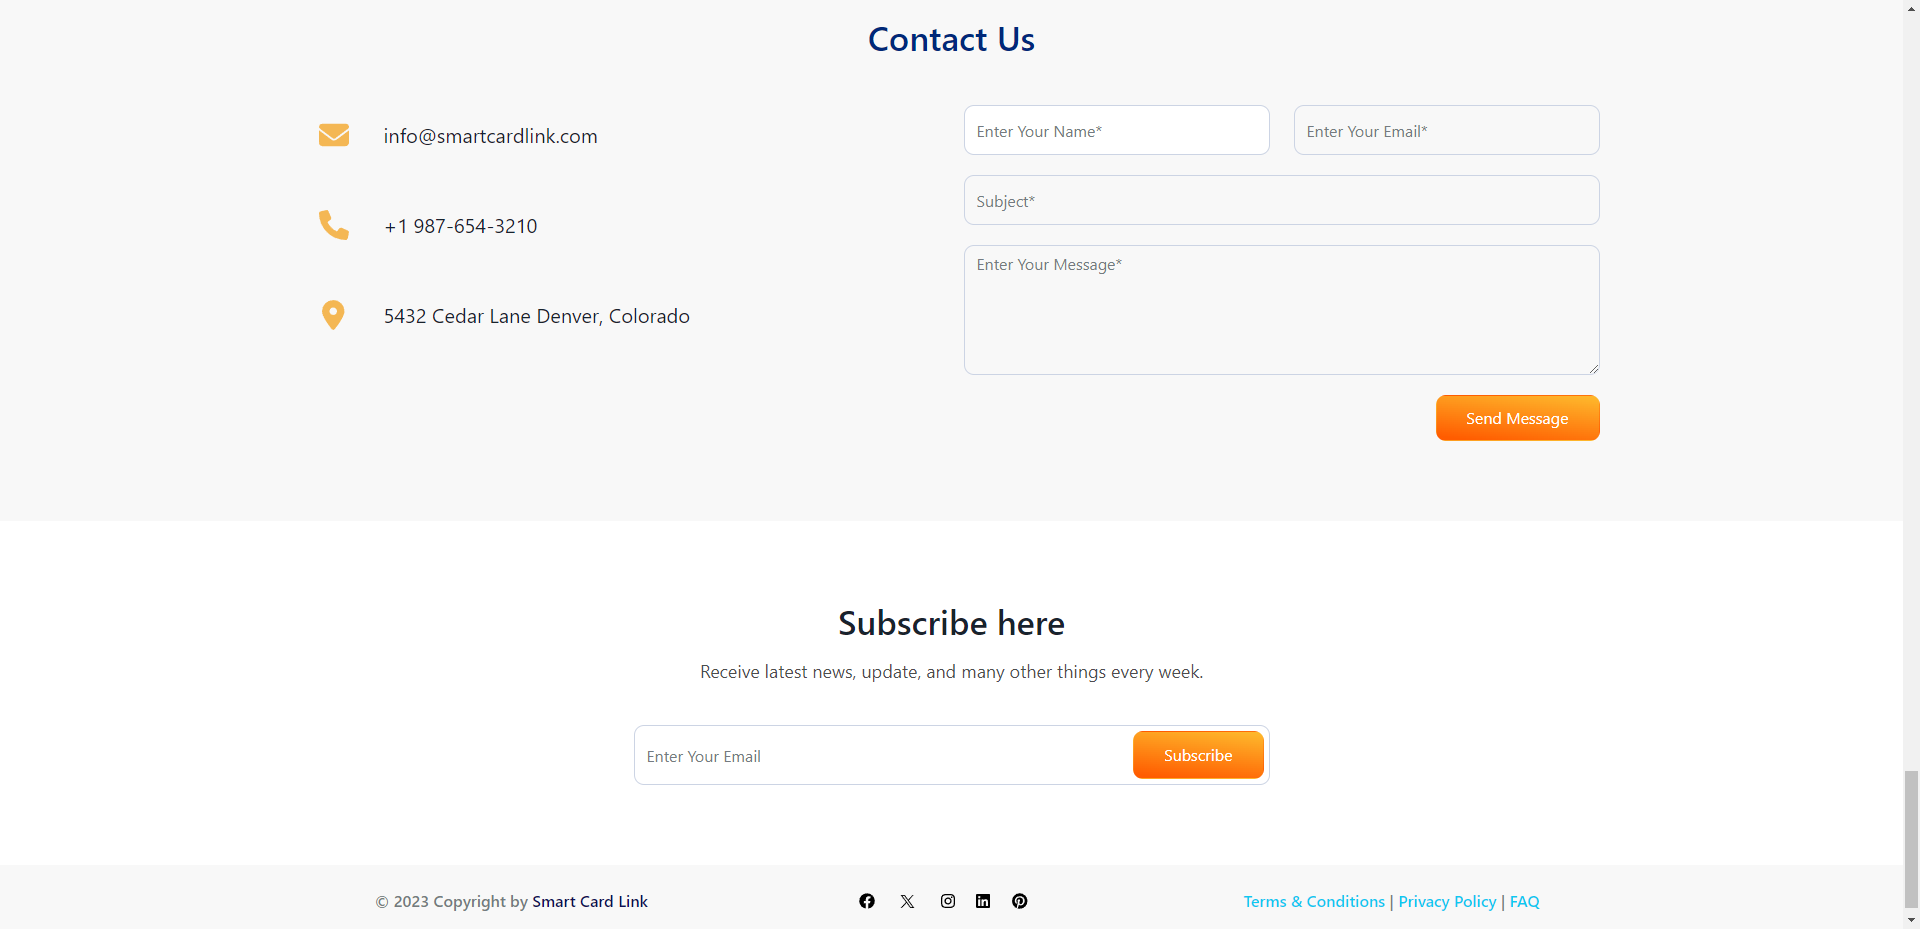 Contact Us
info@smartcardlink.com
+1 987-654-3210
5432 Cedar Lane Denver, Colorado
Enter Your Name*
Enter Your Email*
Subject*
Enter Your Message*
Send Message
Subscribe here
Receive latest news, update, and many other things every week.
Enter Your Email
Subscribe
© 2023 Copyright by Smart Card Link
Terms & Conditions | Privacy Policy | FAQ